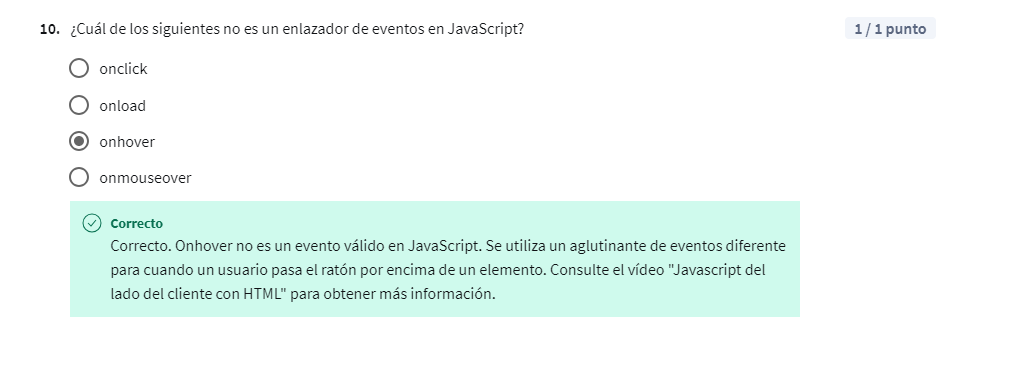 10. ¿Cuál de los siguientes no es un enlazador de eventos en JavaScript?
1 / 1 punto
onclick
onload
onhover
onmouseover
Correcto
Correcto. Onhover no es un evento válido en JavaScript. Se utiliza un aglutinante de eventos diferente
para cuando un usuario pasa el ratón por encima de un elemento. Consulte el vídeo "Javascript del
lado del cliente con HTML" para obtener más información.